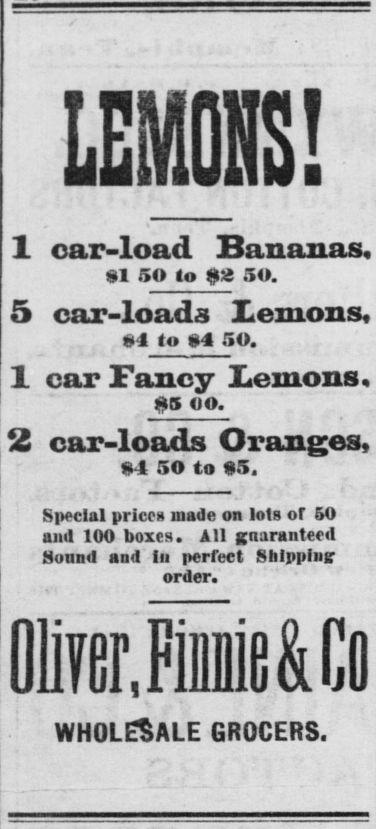 LEMONS!
1 car-load Bananas,
$1 50 to $2 50.
5 car-loads Lemons,
$4 to $4 50.
1 car Fancy Lemons,
$5 00.
2 car-loads Oranges,
$4 50 to $5.
Special prices made on lots of 50
and 100 boxes. All guaranteed
Sound and in perfect Shipping
order.
Oliver, Finnie & Co
WHOLESALE GROCERS.